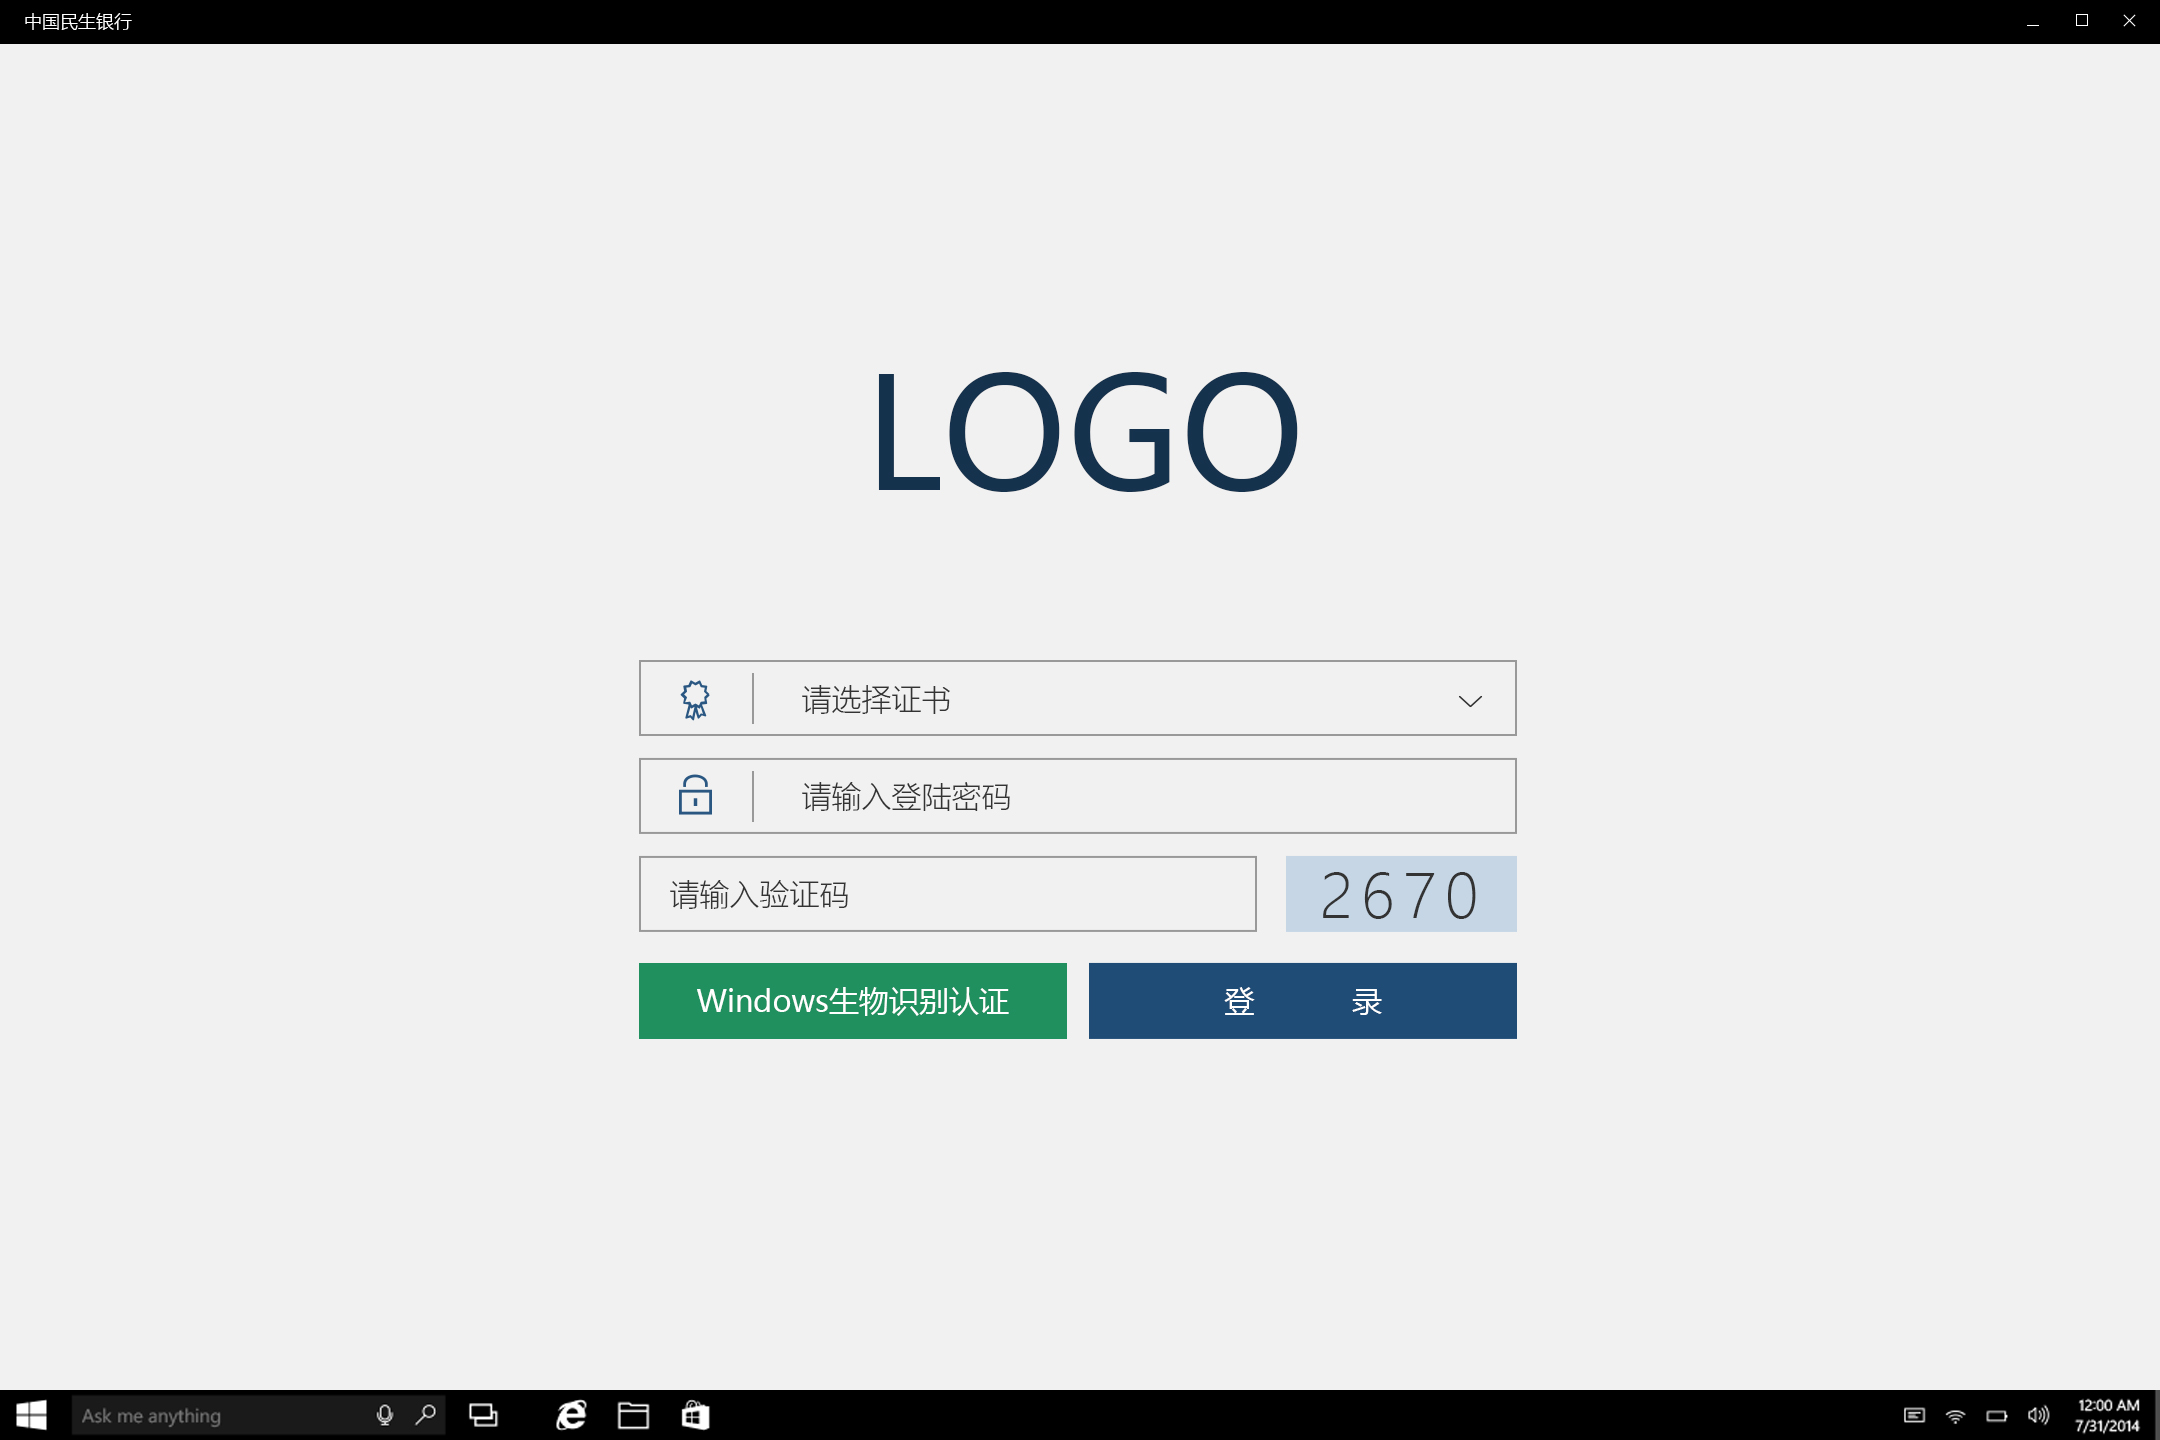 中国民生银行
LOGO
请选择证书
请输入登陆密码
请输入验证码
2670
Windows生物识别认证
登 录
Ask me anything
12:00 AM
7/31/2014